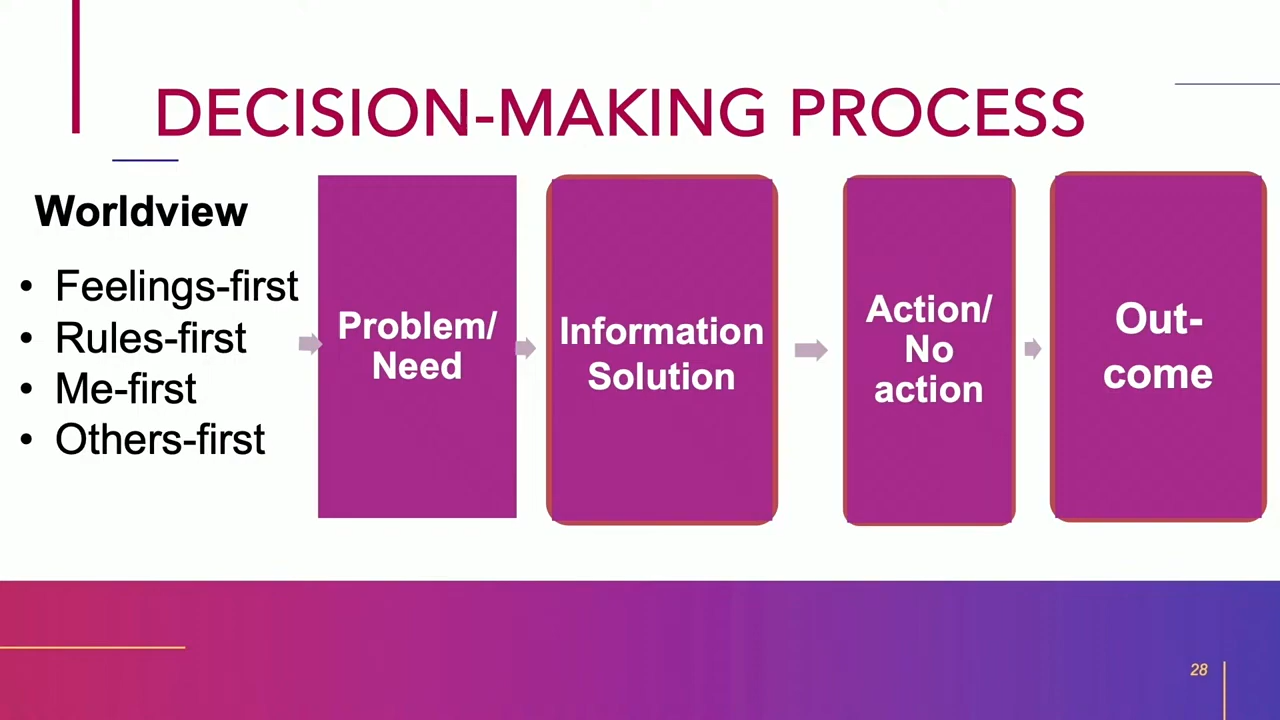 DECISION-MAKING PROCESS
Worldview
• Feelings-first
• Rules-first
• Me-first
• Others-first
Problem/
Need
Information
Solution
Action/
No
action
Out-
come
28